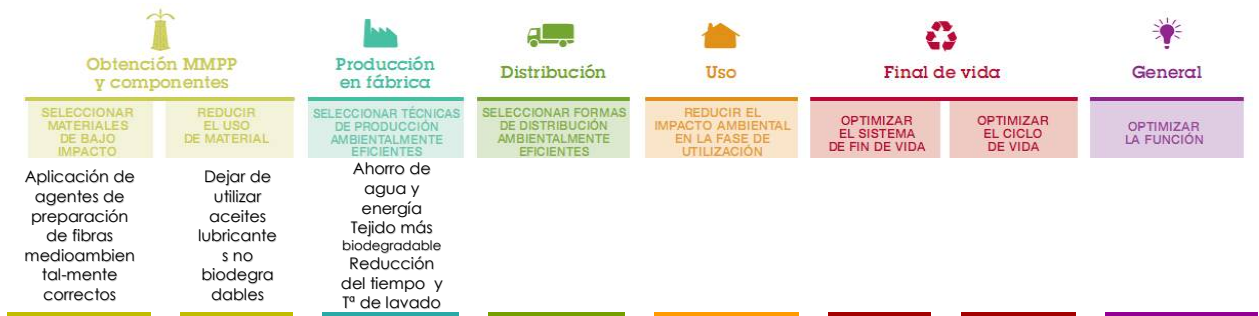 Obtención MMPP
y componentes
Producción
en fábrica
Distribución
Uso
Final de vida
General
SELECCIONAR
MATERIALES
DE BAJO
IMPACTO
REDUCIR
EL USO
DE MATERIAL
SELECCIONAR TÉCNICAS
DE PRODUCCIÓN
AMBIENTALMENTE
EFICIENTES
SELECCIONAR FORMAS
DE DISTRIBUCIÓN
AMBIENTALMENTE
EFICIENTES
REDUCIR EL
IMPACTO AMBIENTAL
EN LA FASE DE
UTILIZACIÓN
OPTIMIZAR
EL SISTEMA
DE FIN DE VIDA
OPTIMIZAR
EL CICLO
DE VIDA
OPTIMIZAR
LA FUNCIÓN
Aplicación de
agentes de
preparación
de fibras
medioambien
tal-mente
correctos
Dejar de
utilizar
aceites
lubricante
s no
biodegra
dables
Ahorro de
agua y
energía
Tejido más
biodegradable
Reducción
del tiempo y
Tª de lavado